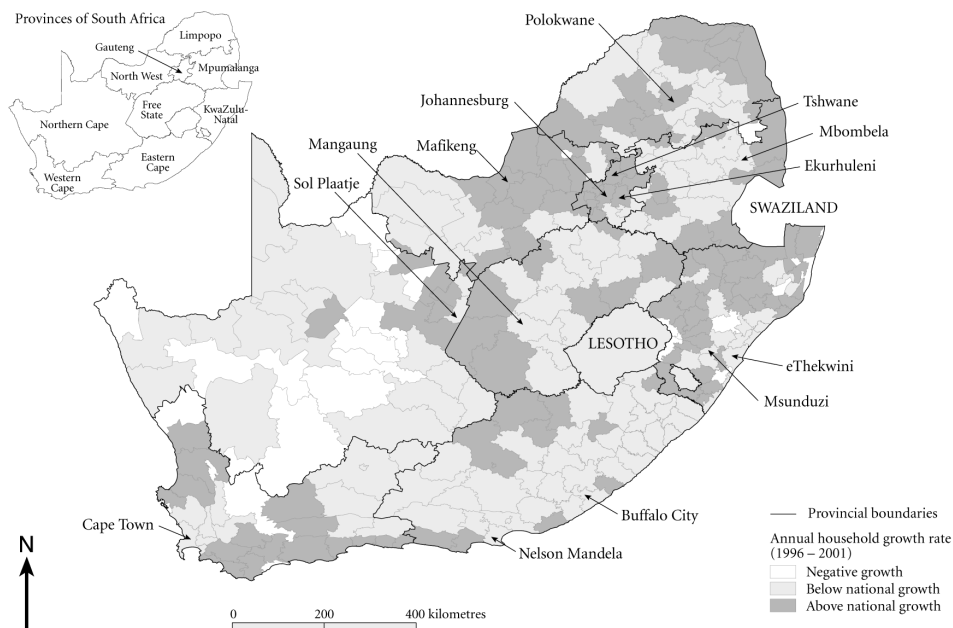 Provinces of South Africa
Limpopo
Gauteng
North West
Mpumalanga
Free
State
KwaZulu-
Natal
Northern Cape
Eastern
Cape
Western
Cape
Polokwane
Johannesburg
Tshwane
Mangaung
Mafikeng
Mbombela
Sol Plaatje
Ekurhuleni
SWAZILAND
LESOTHO
eThekwini
Msunduzi
Buffalo City
Cape Town
Nelson Mandela
N
0 200 400 kilometres
Provincial boundaries
Annual household growth rate
(1996 – 2001)
Negative growth
Below national growth
Above national growth